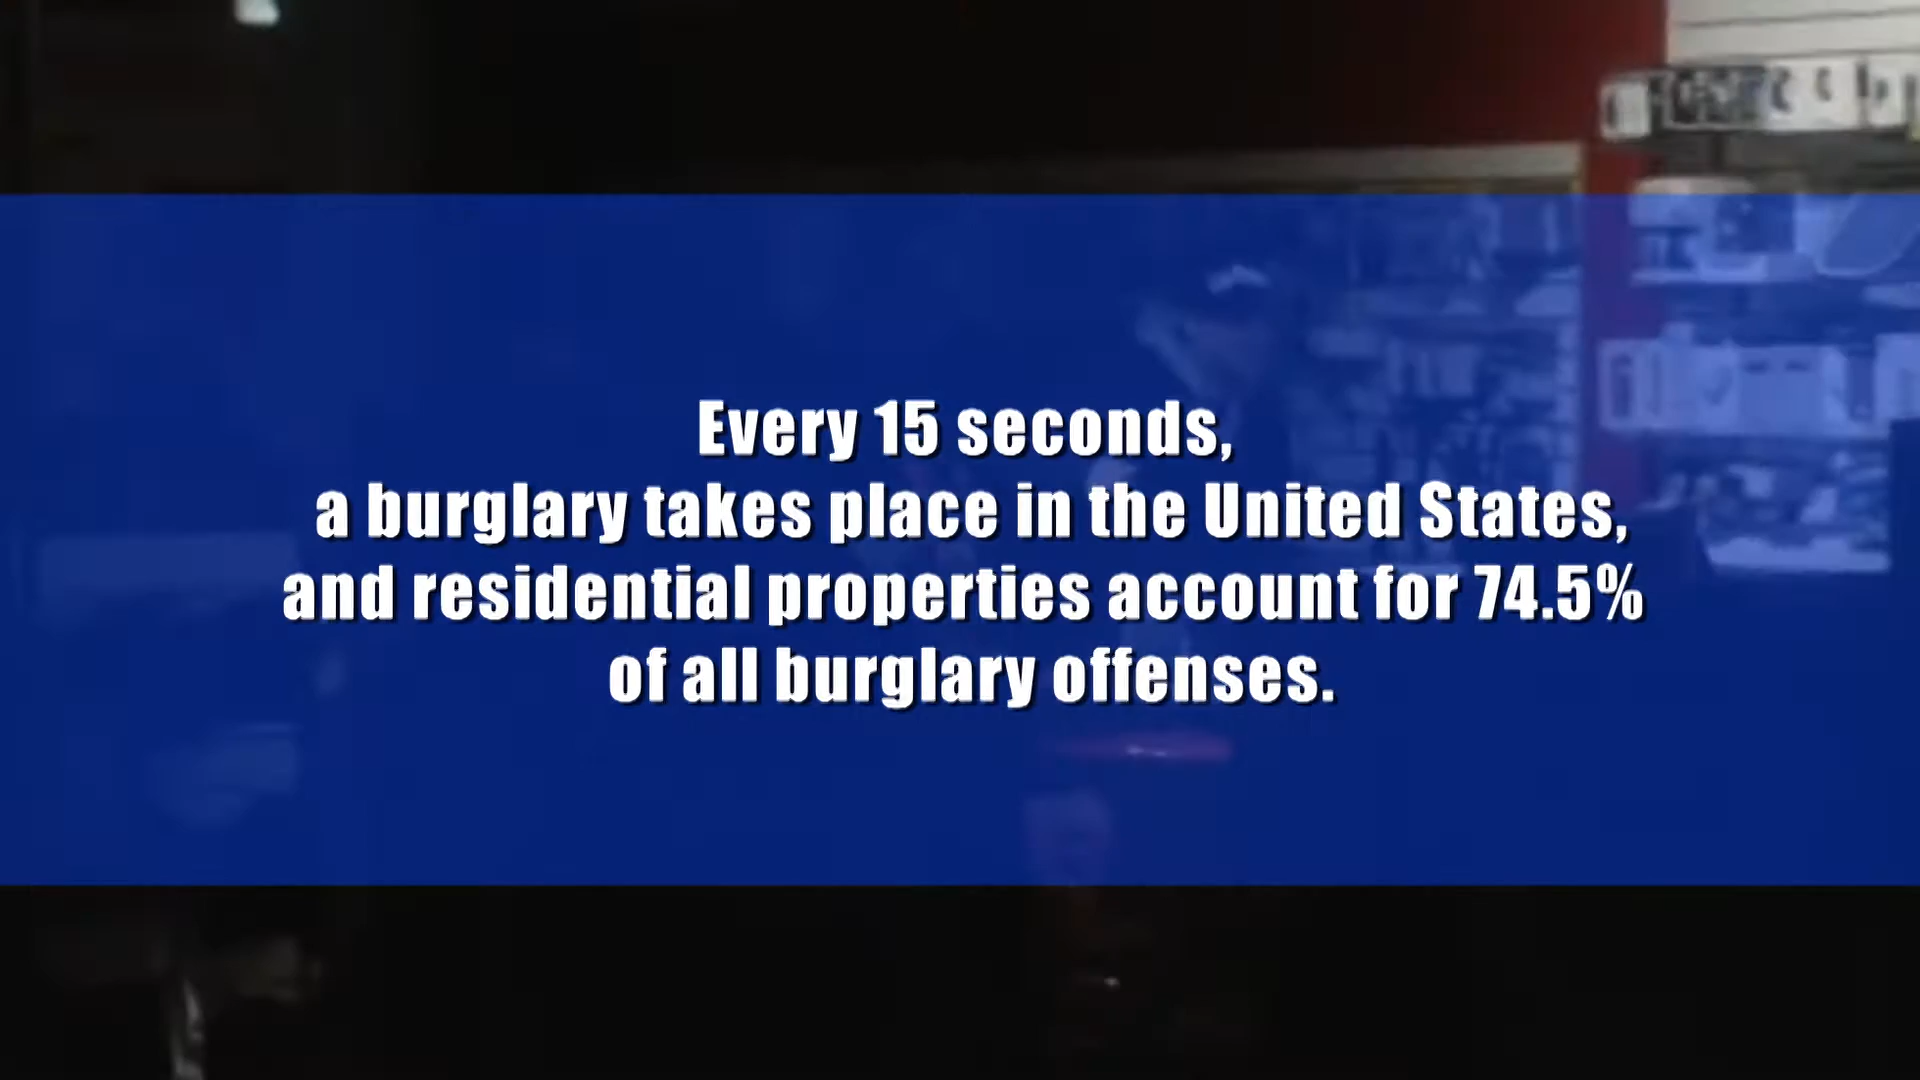 Every 15 seconds,
a burglary takes place in the United States,
and residential properties account for 74.5%
of all burglary offenses.